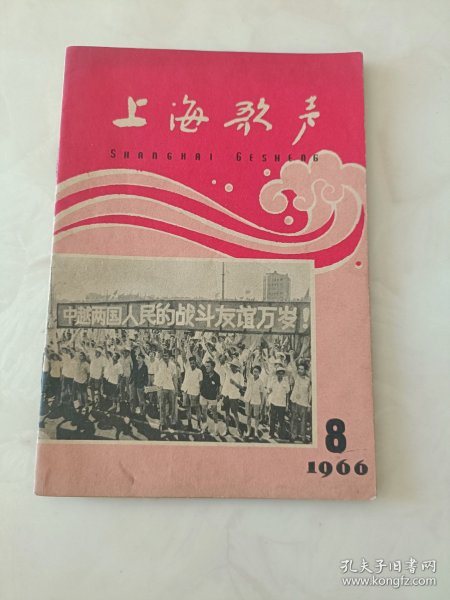 上海歌声
SHANGHAI GESHENG
中越两国人民的战斗友谊万岁!
8
1966
孔夫子旧书网
www.kongfz.com